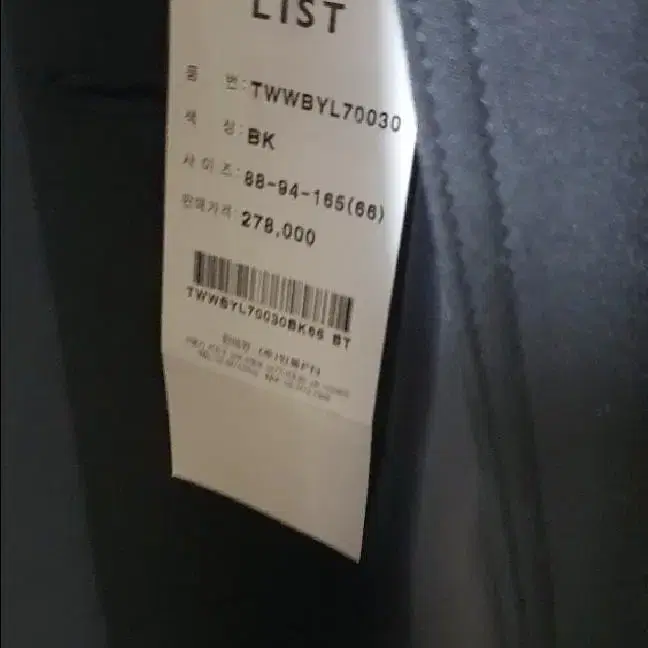 LIST
품 번: TWWBYL70030
색 상: BK
사 이 즈: 88-94-165(66)
판매가격: 278,000
TWWBYL70030BK66 BT